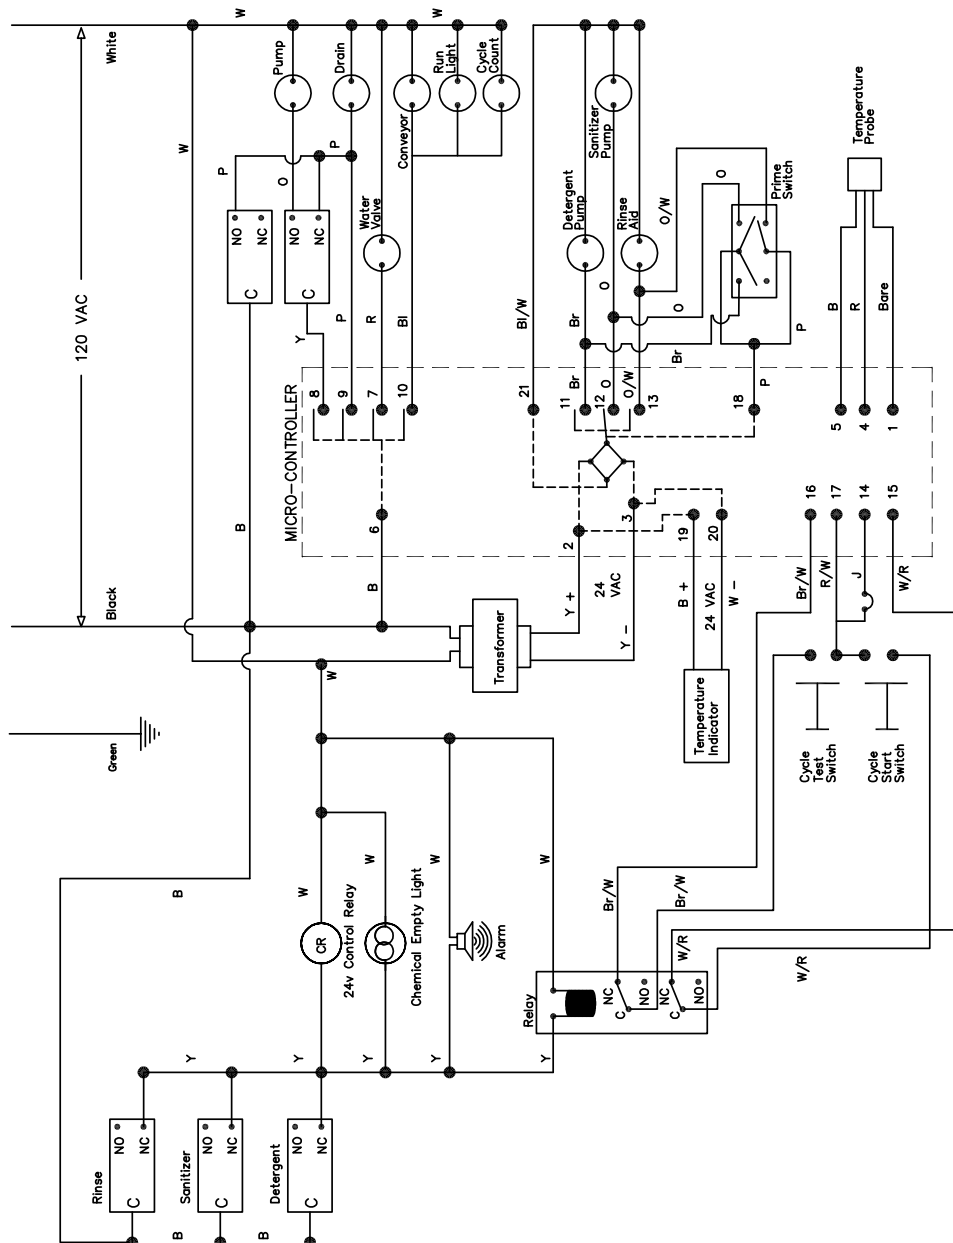 120 VAC
White
W
W
W
Pump
Drain
Conveyor
Run
Light
Cycle
Count
P
P
O
NO
NC
C
NO
NC
C
Y
P
R
Bl
Water
Valve
Bl/W
Detergent
Pump
Sanitizer
Pump
Rinse
Aid
O/W
O
O
Br
Br
P
Prime
Switch
Temperature
Probe
B
R
Bare
MICRO-CONTROLLER
8
9
7
10
21
11
Br
12
O
O/W
13
18
P
5
4
1
6
2
3
19
20
16
17
14
15
B
B
Black
Transformer
Y +
24
VAC
Y -
B +
24 VAC
W -
Temperature
Indicator
Br/W
R/W
J
W/R
Cycle
Test
Switch
Cycle
Start
Switch
Green
W
B
W
W
W
W
CR
24v Control Relay
Chemical Empty Light
Alarm
Br/W
Br/W
W/R
W/R
Relay
NC
C
NO
NC
C
NO
Y
Y
Y
Y
Y
Rinse
NO
NC
C
Sanitizer
NO
NC
C
Detergent
NO
NC
C
B
B